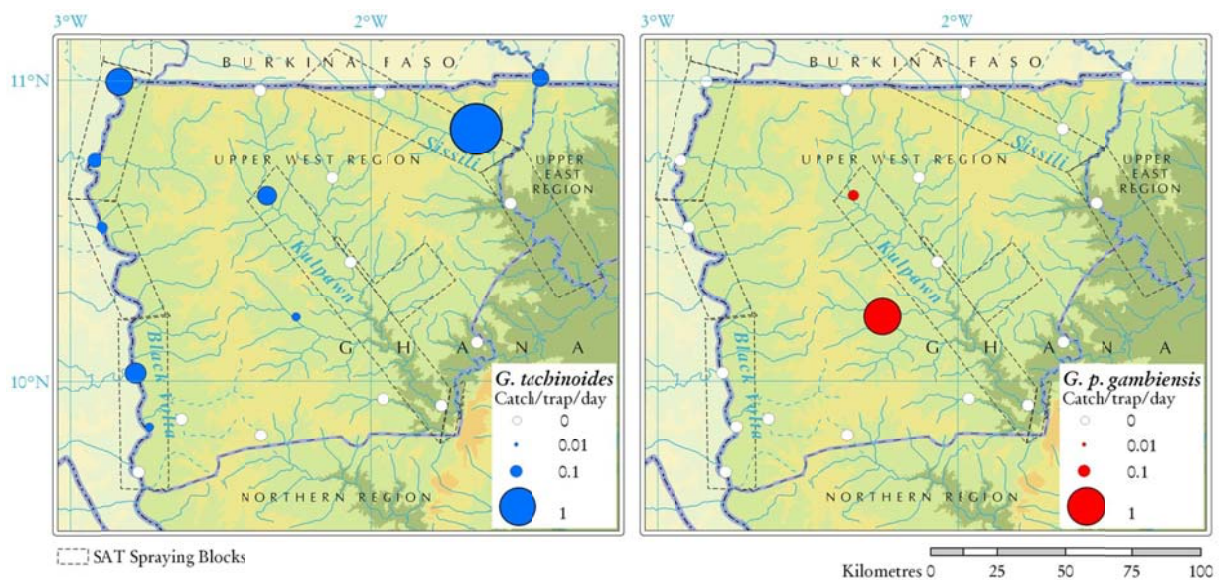 3°W 2°W 3°W 2°W
11°N
10°N
BURKINA FASO
Sissili
UPPER WEST REGION
UPPER EAST REGION
Kulpawn
Black Volta
GHANA
NORTHERN REGION
G. tachinoides
Catch/trap/day
0
0.01
0.1
1
BURKINA FASO
Sissili
UPPER WEST REGION
UPPER EAST REGION
Kulpawn
Black Volta
GHANA
NORTHERN REGION
G. p. gambiensis
Catch/trap/day
0
0.01
0.1
1
SAT Spraying Blocks
Kilometres 0 25 50 75 100